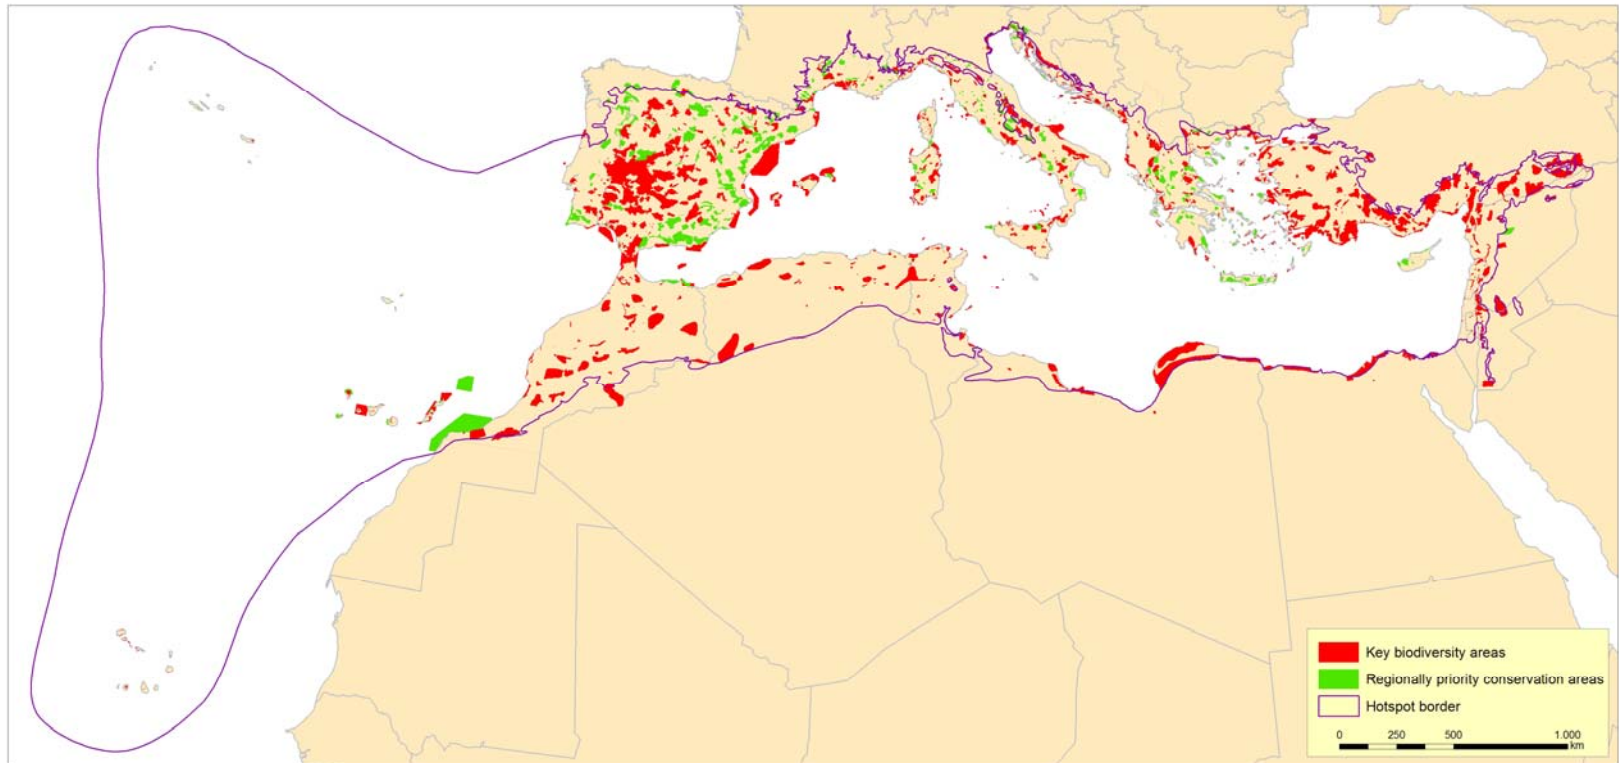 Key biodiversity areas
Regionally priority conservation areas
Hotspot border
0 250 500 1.000
km